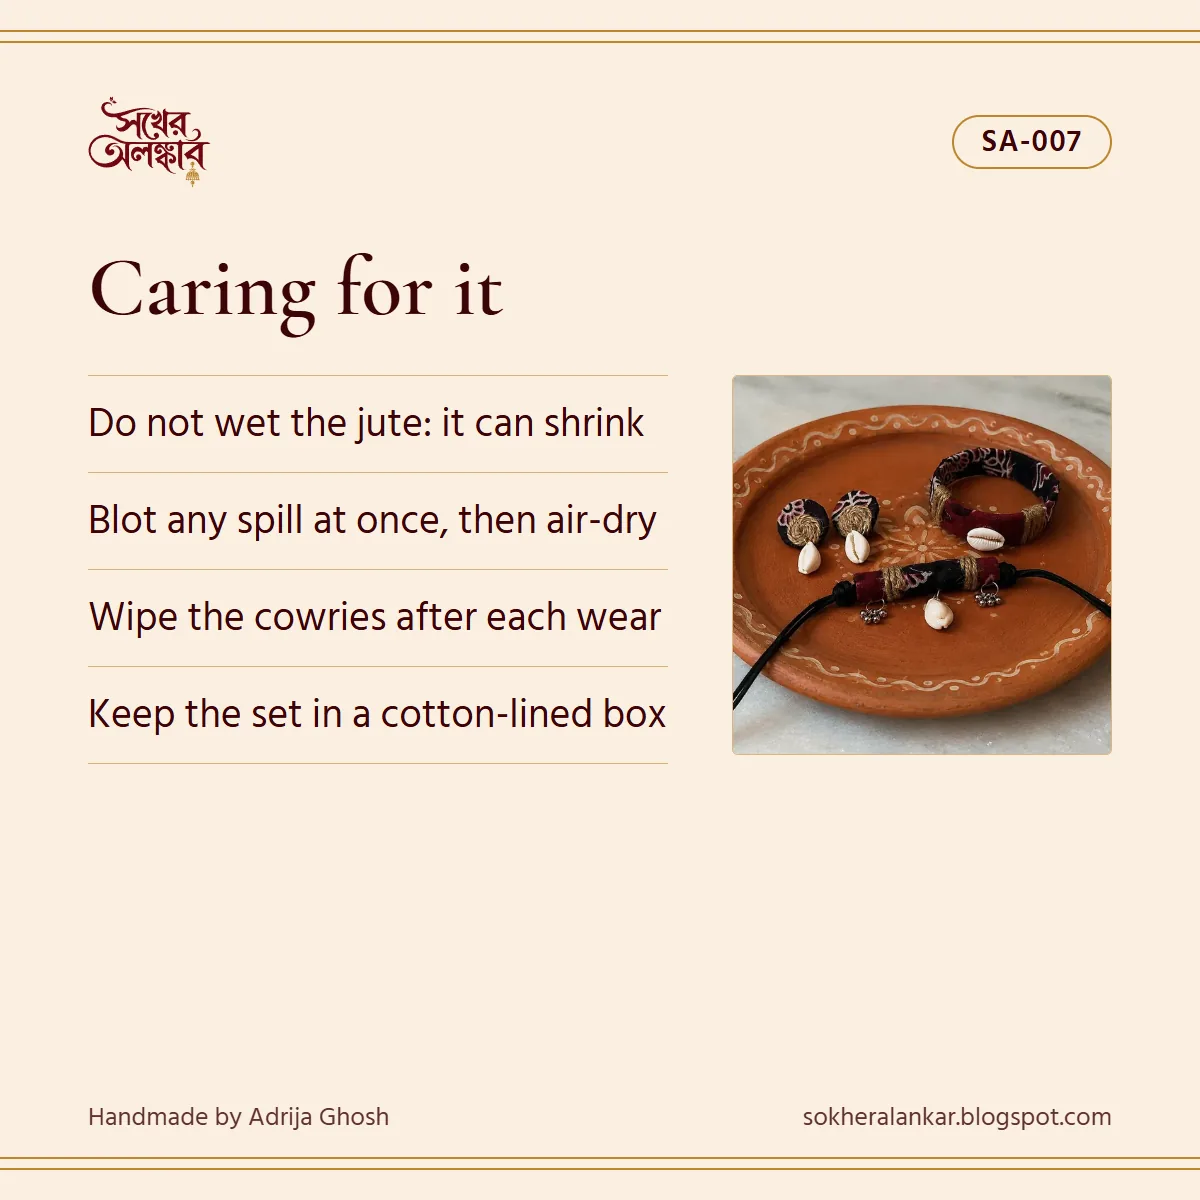 সখের
অলঙ্কার
SA-007
Caring for it
Do not wet the jute: it can shrink
Blot any spill at once, then air-dry
Wipe the cowries after each wear
Keep the set in a cotton-lined box
Handmade by Adrija Ghosh
sokheralankar.blogspot.com